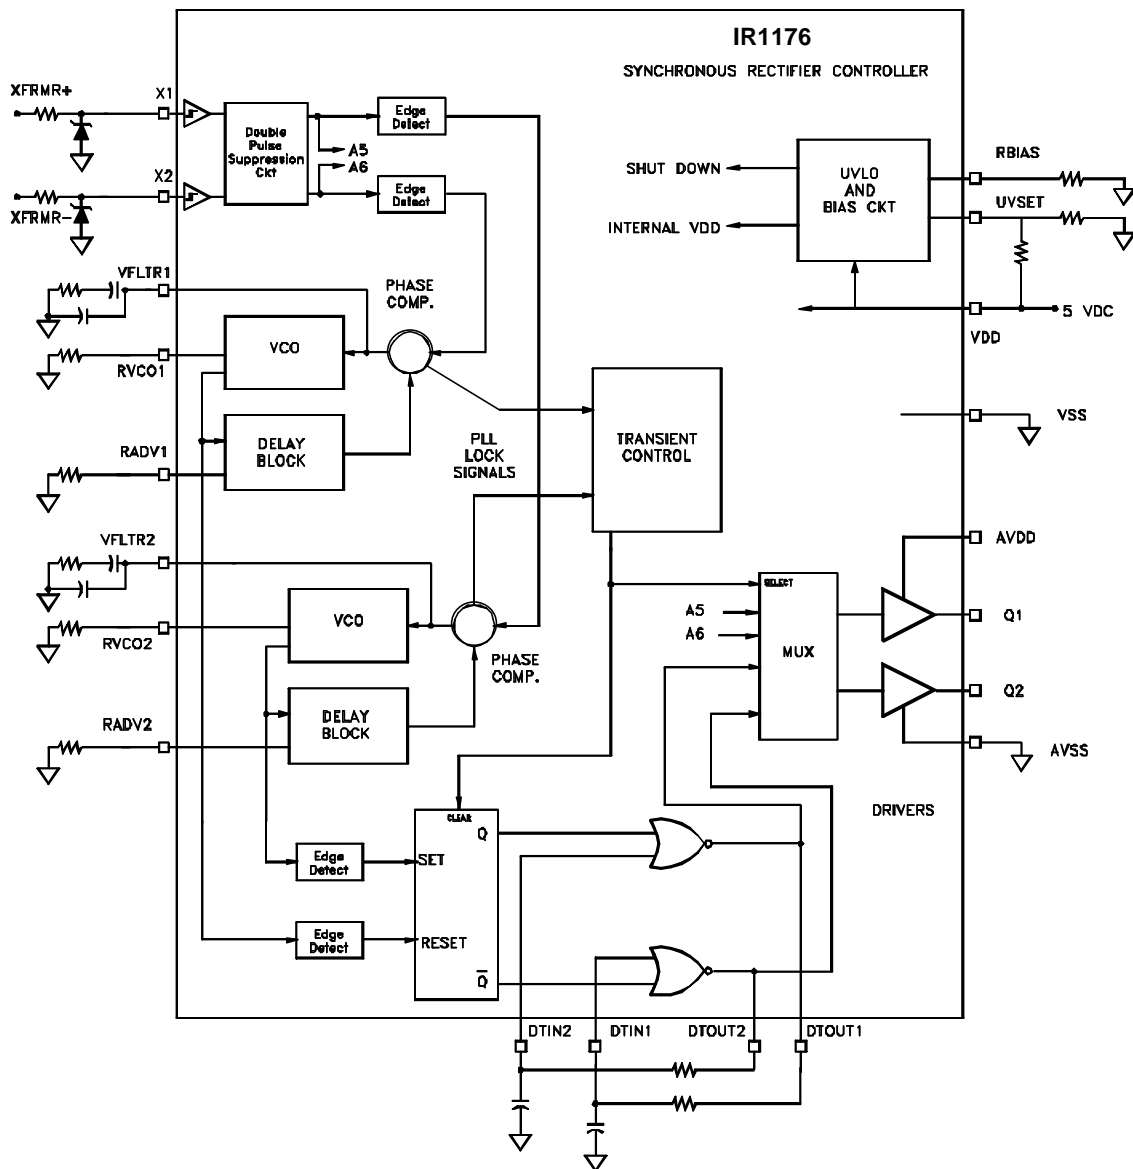 IR1176
SYNCHRONOUS RECTIFIER CONTROLLER
XFRMR+
X1
Double
Pulse
Suppression
Ckt
Edge
Detect
A5
A6
X2
XFRMR-
Edge
Detect
SHUT DOWN
INTERNAL VDD
UVLO
AND
BIAS CKT
RBIAS
UVSET
5 VDC
VDD
VFLTR1
PHASE
COMP.
VCO
RVCO1
RADV1
DELAY
BLOCK
PLL
LOCK
SIGNALS
TRANSIENT
CONTROL
VSS
VFLTR2
VCO
RVCO2
PHASE
COMP.
RADV2
DELAY
BLOCK
SELECT
A5
A6
MUX
AVDD
Q1
Q2
AVSS
DRIVERS
CLEAR
Q
SET
Edge
Detect
RESET
Edge
Detect
Q̅
DTIN2
DTIN1
DTOUT2
DTOUT1